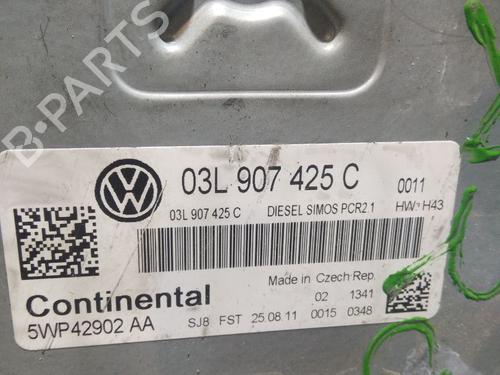 B-PARTS
03L 907 425 C
0011
03L 907 425 C DIESEL SIMOS PCR2.1 HW: H43
Made in Czech Rep.
Continental 02 1341
5WP42902 AA SJ8 FST 25.08.11 0015 0348